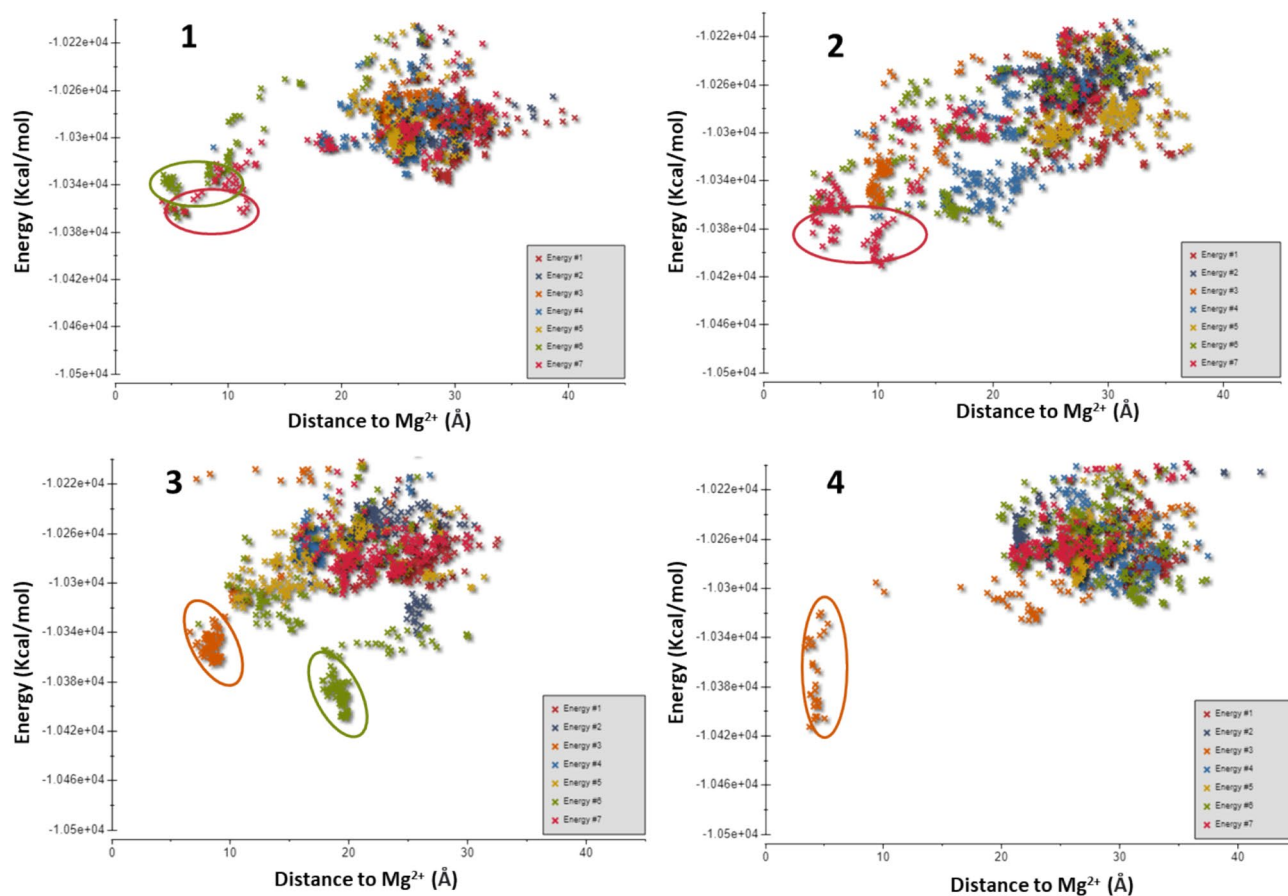 1
Energy (Kcal/mol)
-1.022e+04
-1.026e+04
-1.03e+04
-1.034e+04
-1.038e+04
-1.042e+04
-1.046e+04
-1.05e+04
Energy #1
Energy #2
Energy #3
Energy #4
Energy #5
Energy #6
Energy #7
0 10 20 30 40
Distance to Mg²⁺ (Å)
2
Energy (Kcal/mol)
-1.022e+04
-1.026e+04
-1.03e+04
-1.034e+04
-1.038e+04
-1.042e+04
-1.046e+04
-1.05e+04
Energy #1
Energy #2
Energy #3
Energy #4
Energy #5
Energy #6
Energy #7
0 10 20 30 40
Distance to Mg²⁺ (Å)
3
Energy (Kcal/mol)
-1.022e+04
-1.026e+04
-1.03e+04
-1.034e+04
-1.038e+04
-1.042e+04
-1.046e+04
-1.05e+04
Energy #1
Energy #2
Energy #3
Energy #4
Energy #5
Energy #6
Energy #7
0 10 20 30 40
Distance to Mg²⁺ (Å)
4
Energy (Kcal/mol)
-1.022e+04
-1.026e+04
-1.03e+04
-1.034e+04
-1.038e+04
-1.042e+04
-1.046e+04
-1.05e+04
Energy #1
Energy #2
Energy #3
Energy #4
Energy #5
Energy #6
Energy #7
0 10 20 30 40
Distance to Mg²⁺ (Å)